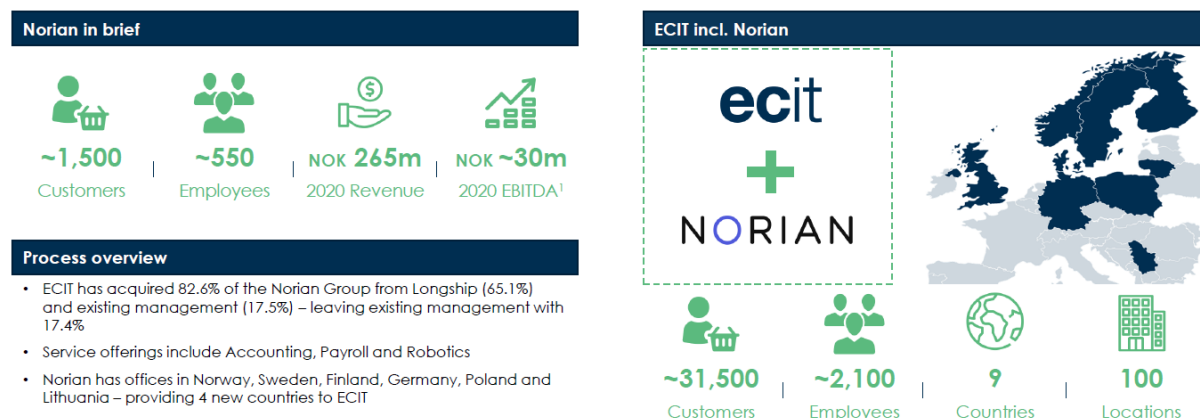 Norian in brief
~1,500
Customers
~550
Employees
NOK 265m
2020 Revenue
NOK ~30m
2020 EBITDA¹
Process overview
• ECIT has acquired 82.6% of the Norian Group from Longship (65.1%)
and existing management (17.5%) – leaving existing management with
17.4%
• Service offerings include Accounting, Payroll and Robotics
• Norian has offices in Norway, Sweden, Finland, Germany, Poland and
Lithuania – providing 4 new countries to ECIT
ECIT incl. Norian
ecit
+
NORIAN
~31,500
Customers
~2,100
Employees
9
Countries
100
Locations